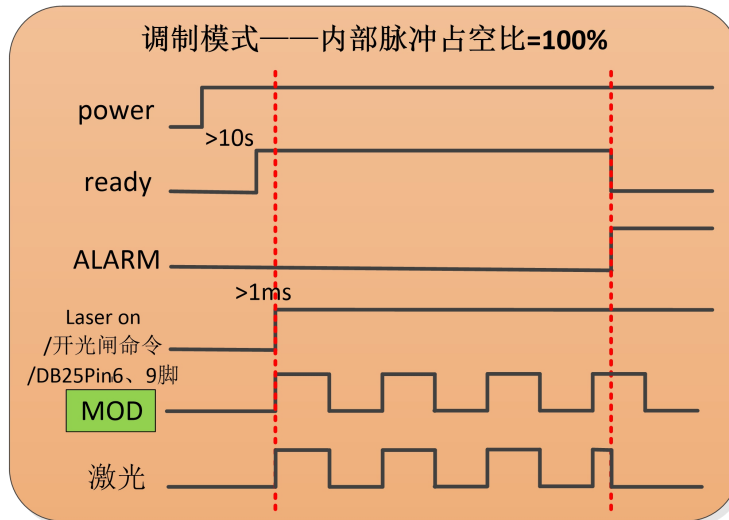 调制模式——内部脉冲占空比=100%
power
>10s
ready
ALARM
>1ms
Laser on
/开光闸命令
/DB25Pin6、9脚
MOD
激光